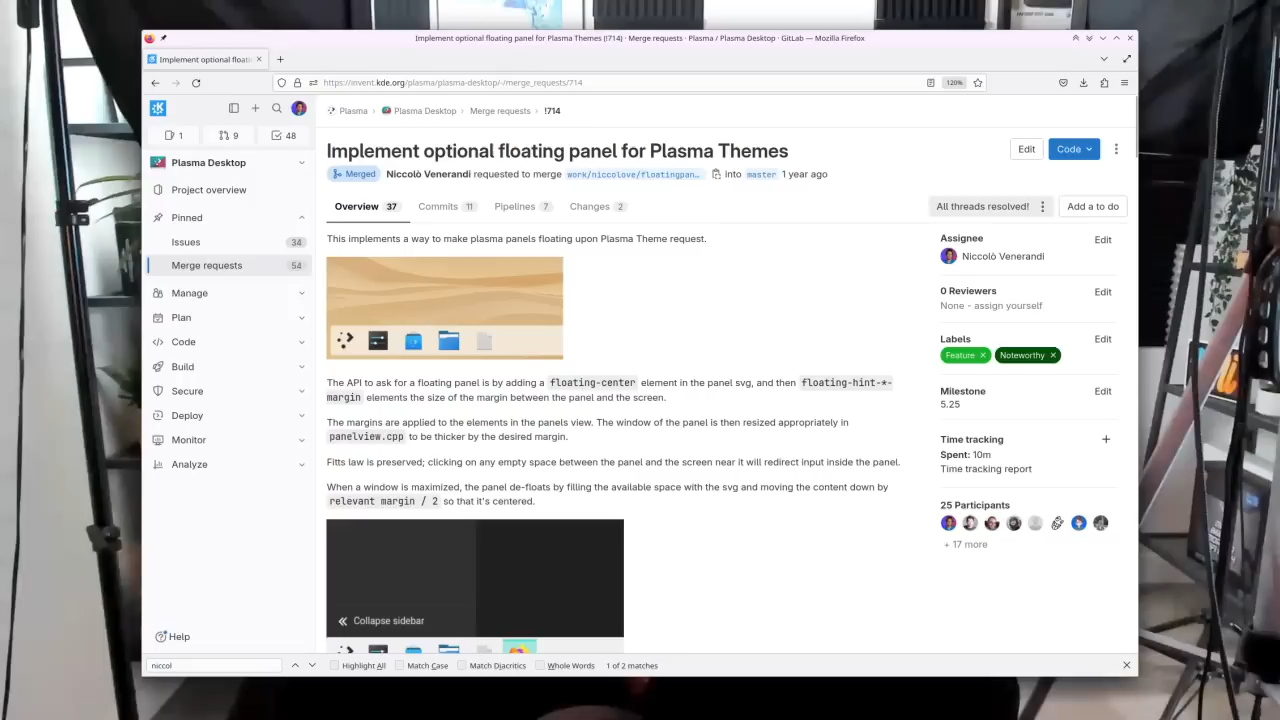 Implement optional floating panel for Plasma Themes (!714) · Merge requests · Plasma / Plasma Desktop · GitLab — Mozilla Firefox
Implement optional floati
https://invent.kde.org/plasma/plasma-desktop/-/merge_requests/714
120%
1
9
48
Plasma Desktop
Project overview
Pinned
Issues 34
Merge requests 54
Manage
Plan
Code
Build
Secure
Deploy
Monitor
Analyze
Help
Plasma
Plasma Desktop
Merge requests
!714
Implement optional floating panel for Plasma Themes
Edit
Code
Merged Niccolò Venerandi requested to merge work/niccolove/floatingpan… into master 1 year ago
Overview 37
Commits 11
Pipelines 7
Changes 2
All threads resolved!
Add a to do
This implements a way to make plasma panels floating upon Plasma Theme request.
The API to ask for a floating panel is by adding a floating-center element in the panel svg, and then floating-hint-*-
margin elements the size of the margin between the panel and the screen.
The margins are applied to the elements in the panels view. The window of the panel is then resized appropriately in
panelview.cpp to be thicker by the desired margin.
Fitts law is preserved; clicking on any empty space between the panel and the screen near it will redirect input inside the panel.
When a window is maximized, the panel de-floats by filling the available space with the svg and moving the content down by
relevant margin / 2 so that it's centered.
Collapse sidebar
Assignee
Edit
Niccolò Venerandi
0 Reviewers
Edit
None - assign yourself
Labels
Edit
Feature
Noteworthy
Milestone
Edit
5.25
Time tracking
Spent: 10m
Time tracking report
25 Participants
+ 17 more
niccol
Highlight All
Match Case
Match Diacritics
Whole Words
1 of 2 matches